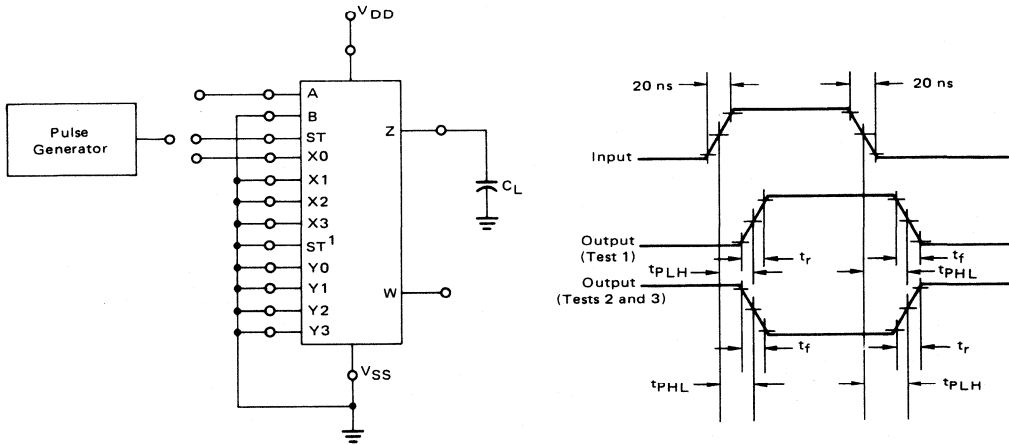 VDD
Pulse
Generator
A
B
ST
X0
X1
X2
X3
ST1
Y0
Y1
Y2
Y3
Z
W
CL
VSS
20 ns
20 ns
Input
Output
(Test 1)
tr
tf
tPLH
tPHL
Output
(Tests 2 and 3)
tf
tr
tPHL
tPLH